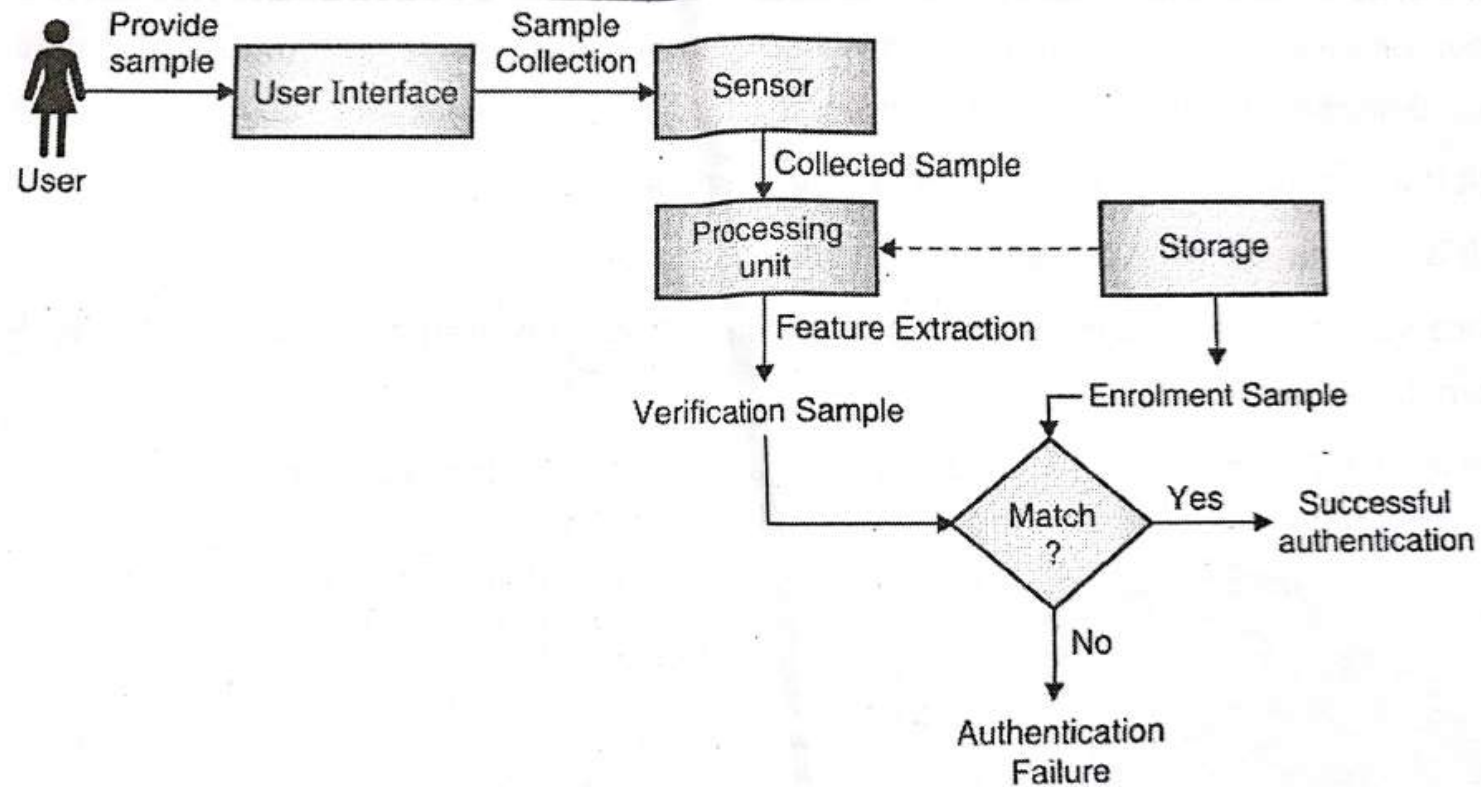 Provide
sample
User
User Interface
Sample
Collection
Sensor
Collected Sample
Processing
unit
Storage
Feature Extraction
Verification Sample
Enrolment Sample
Match
?
Yes
Successful
authentication
No
Authentication
Failure